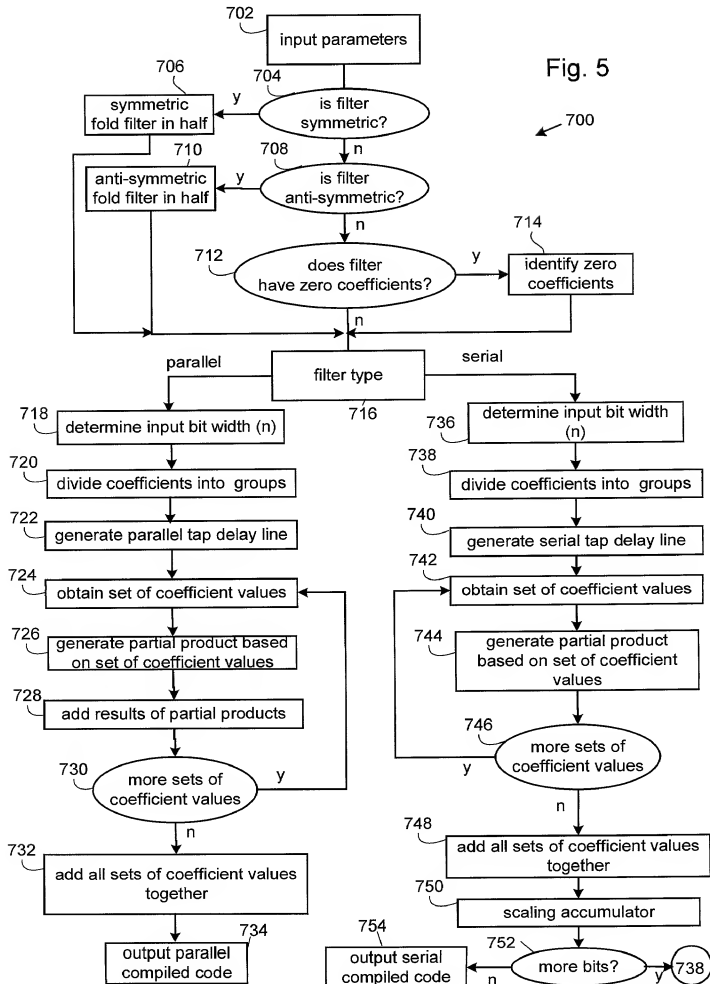 702
input parameters
Fig. 5
706
704
y
symmetric
fold filter in half
is filter
symmetric?
700
n
708
710
anti-symmetric
fold filter in half
y
is filter
anti-symmetric?
n
714
712
does filter
have zero coefficients?
y
identify zero
coefficients
n
parallel
serial
filter type
716
718
determine input bit width (n)
720
divide coefficients into groups
722
generate parallel tap delay line
724
obtain set of coefficient values
726
generate partial product based
on set of coefficient values
728
add results of partial products
730
more sets of
coefficient values
y
n
732
add all sets of coefficient values
together
734
output parallel
compiled code
736
determine input bit width
(n)
738
divide coefficients into groups
740
generate serial tap delay line
742
obtain set of coefficient values
744
generate partial product
based on set of coefficient
values
746
more sets of
coefficient values
y
n
748
add all sets of coefficient values
together
750
scaling accumulator
754
752
output serial
compiled code
n
more bits?
y
738